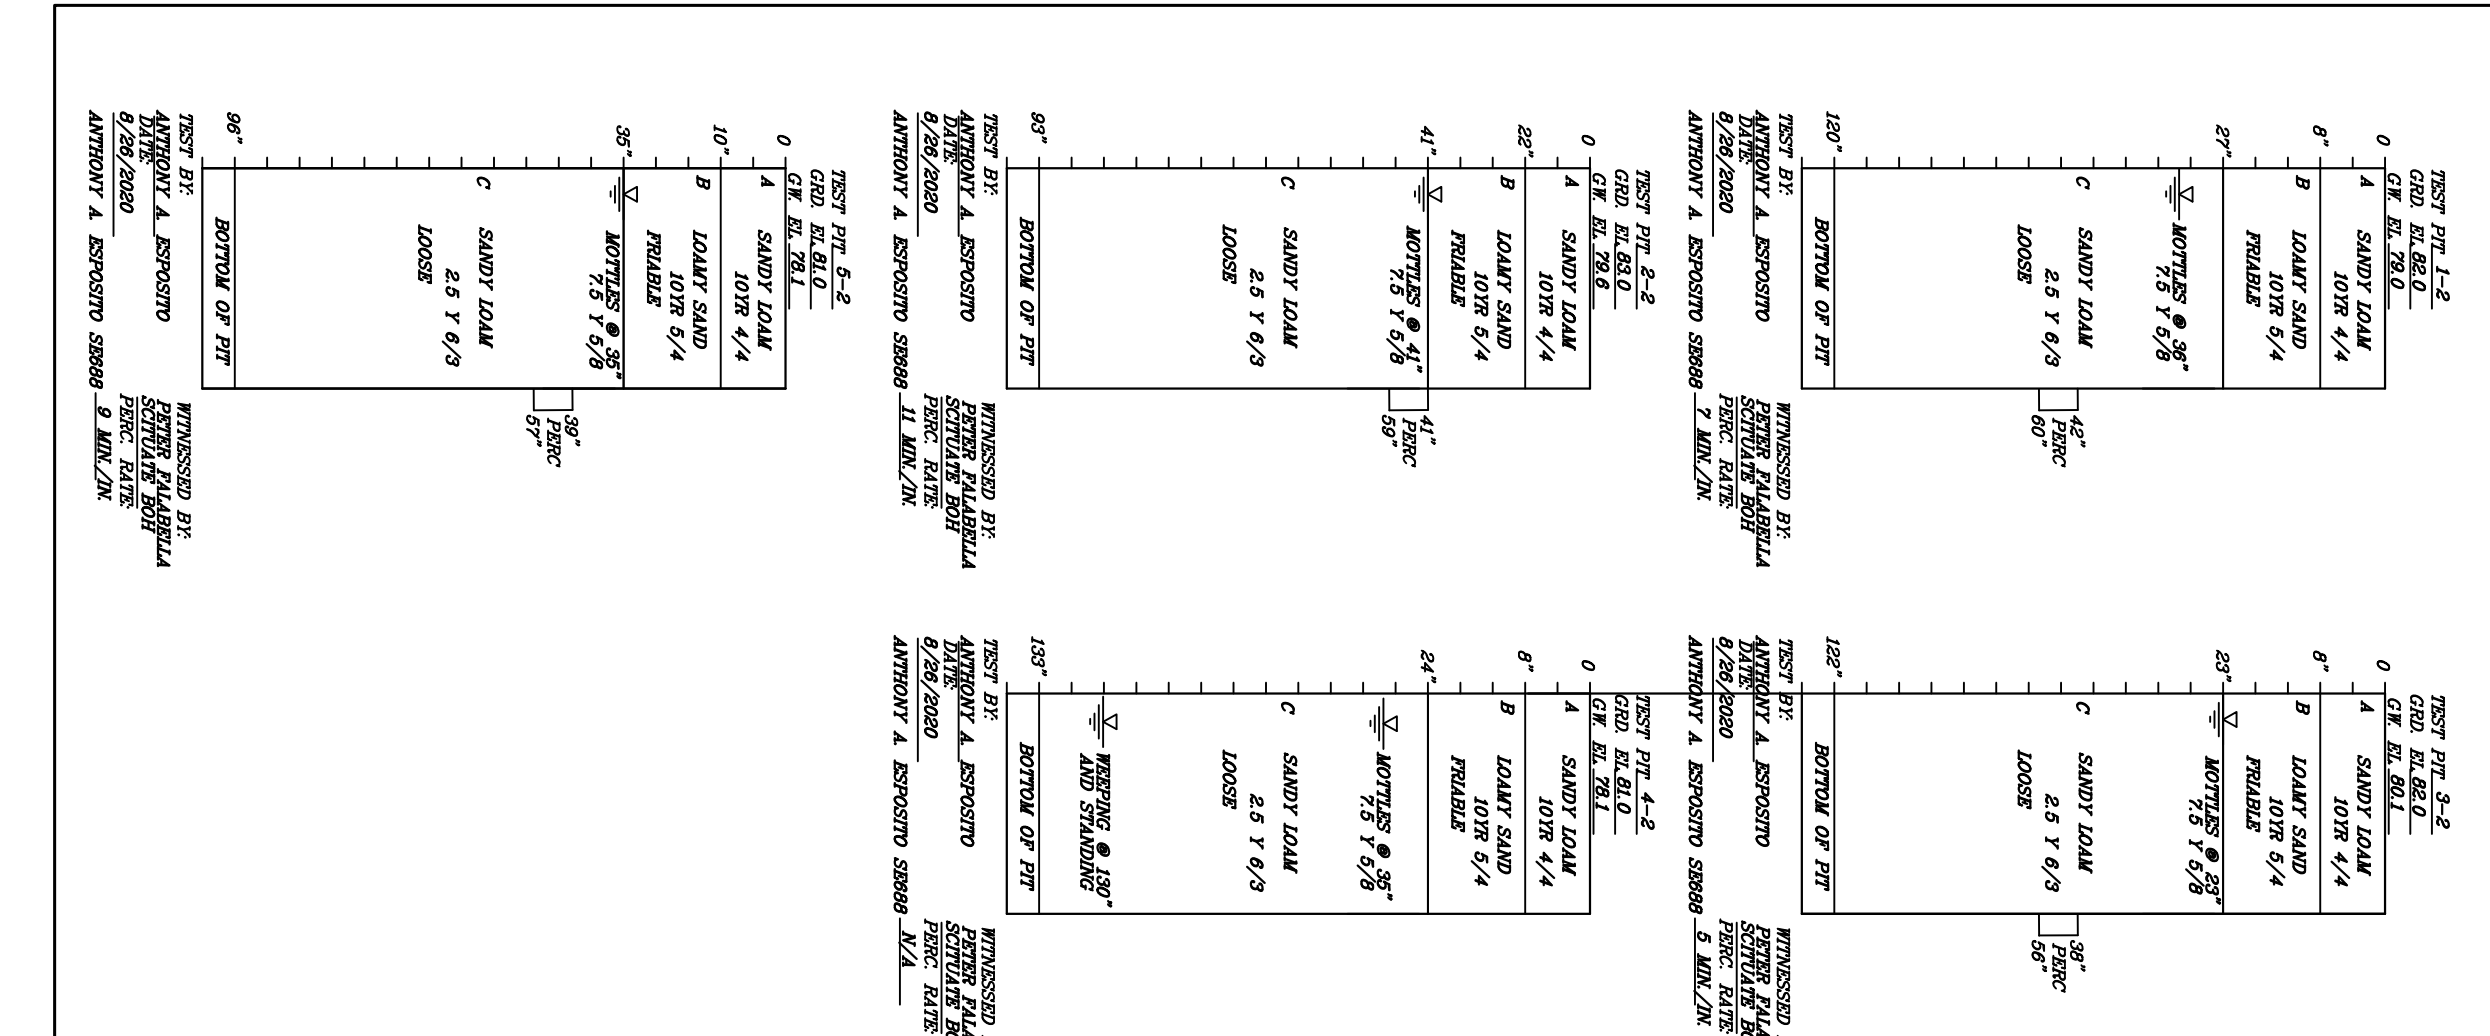 TEST PIT 1-2
GRD. EL. 82.0
GW. EL. 79.0
0
A
SANDY LOAM
10YR 4/4
8"
B
LOAMY SAND
10YR 5/4
FRIABLE
27"
MOTTLES @ 36"
7.5 Y 5/8
C
SANDY LOAM
2.5 Y 6/3
LOOSE
42"
PERC
60"
120"
BOTTOM OF PIT
TEST BY:
ANTHONY A. ESPOSITO
DATE:
8/26/2020
ANTHONY A. ESPOSITO SE688
WITNESSED BY:
PETER FALABELLA
SCITUATE BOH
PERC. RATE:
7 MIN./IN.
TEST PIT 3-2
GRD. EL. 82.0
GW. EL. 80.1
0
A
SANDY LOAM
10YR 4/4
8"
B
LOAMY SAND
10YR 5/4
FRIABLE
23"
MOTTLES @ 23"
7.5 Y 5/8
C
SANDY LOAM
2.5 Y 6/3
LOOSE
38"
PERC
56"
122"
BOTTOM OF PIT
TEST BY:
ANTHONY A. ESPOSITO
DATE:
8/26/2020
ANTHONY A. ESPOSITO SE688
WITNESSED
PETER
SCITUATE
PERC. RATE:
5 MIN./IN.
TEST PIT 2-2
GRD. EL. 83.0
GW. EL. 79.6
0
A
SANDY LOAM
10YR 4/4
22"
B
LOAMY SAND
10YR 5/4
FRIABLE
41"
MOTTLES @ 41"
7.5 Y 5/8
C
SANDY LOAM
2.5 Y 6/3
LOOSE
41"
PERC
59"
93"
BOTTOM OF PIT
TEST BY:
ANTHONY A. ESPOSITO
DATE:
8/26/2020
ANTHONY A. ESPOSITO SE688
WITNESSED BY:
PETER FALABELLA
SCITUATE BOH
PERC. RATE:
11 MIN./IN.
TEST PIT 4-2
GRD. EL. 81.0
GW. EL. 78.1
0
A
SANDY LOAM
10YR 4/4
8"
B
LOAMY SAND
10YR 5/4
FRIABLE
24"
MOTTLES @ 35"
7.5 Y 5/8
C
SANDY LOAM
2.5 Y 6/3
LOOSE
WEEPING @ 130"
AND STANDING
133"
BOTTOM OF PIT
TEST BY:
ANTHONY A. ESPOSITO
DATE:
8/26/2020
ANTHONY A. ESPOSITO SE688
WITNESSED
PETER
SCITUATE
PERC. RATE:
N/A
TEST PIT 5-2
GRD. EL. 81.0
GW. EL. 78.1
0
A
SANDY LOAM
10YR 4/4
10"
B
LOAMY SAND
10YR 5/4
FRIABLE
35"
MOTTLES @ 35"
7.5 Y 5/8
C
SANDY LOAM
2.5 Y 6/3
LOOSE
39"
PERC
57"
96"
BOTTOM OF PIT
TEST BY:
ANTHONY A. ESPOSITO
DATE:
8/26/2020
ANTHONY A. ESPOSITO SE688
WITNESSED BY:
PETER FALABELLA
SCITUATE BOH
PERC. RATE:
9 MIN./IN.